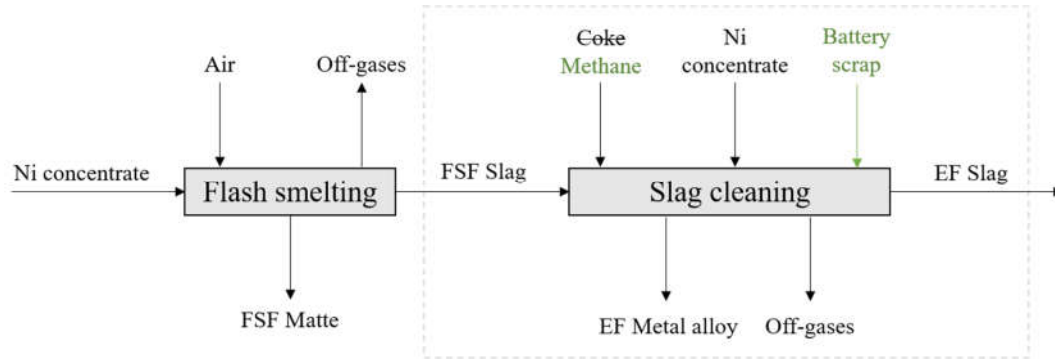 Air
Off-gases
Coke
Methane
Ni
concentrate
Battery
scrap
Ni concentrate
Flash smelting
FSF Slag
Slag cleaning
EF Slag
FSF Matte
EF Metal alloy
Off-gases